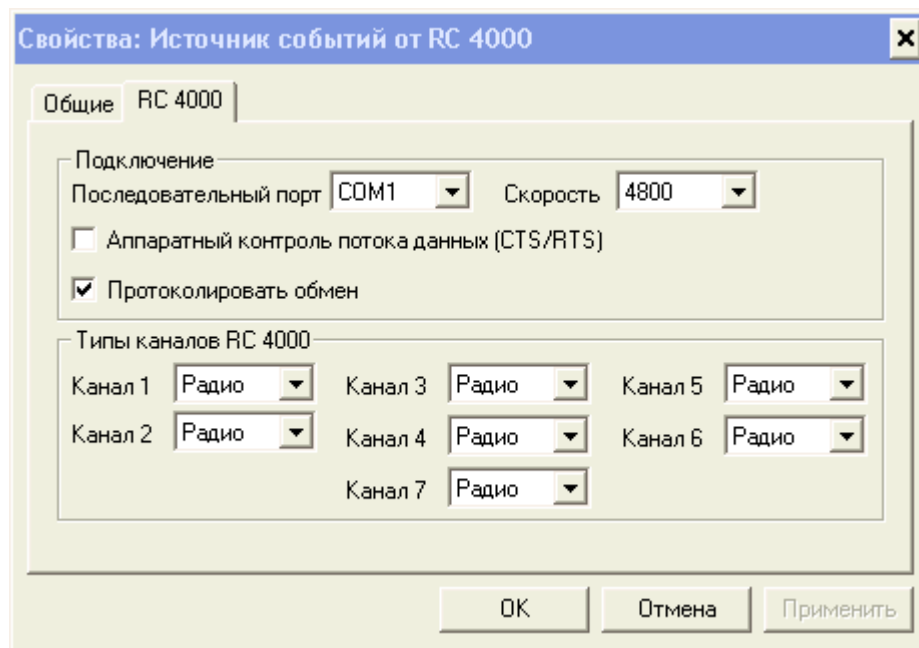 Свойства: Источник событий от RC 4000
Общие RC 4000
Подключение
Последовательный порт COM1 Скорость 4800
Аппаратный контроль потока данных (CTS/RTS)
Протоколировать обмен
Типы каналов RC 4000
Канал 1 Радио Канал 3 Радио Канал 5 Радио
Канал 2 Радио Канал 4 Радио Канал 6 Радио
Канал 7 Радио
OK Отмена Применить